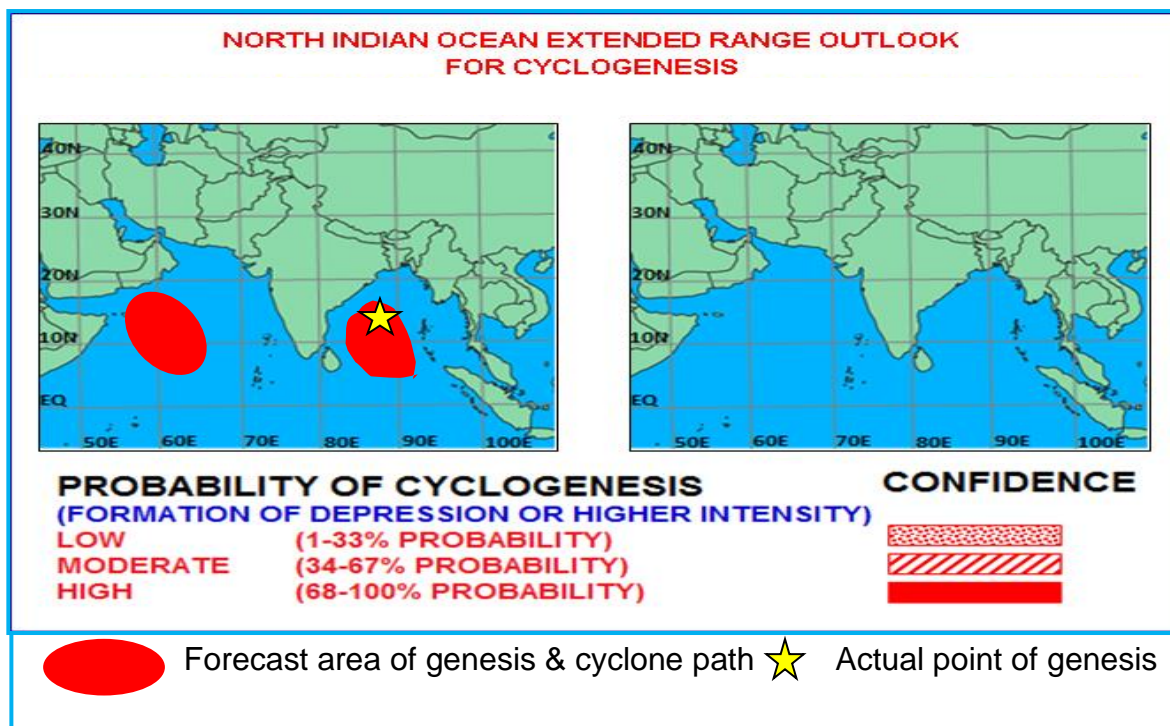 NORTH INDIAN OCEAN EXTENDED RANGE OUTLOOK
FOR CYCLOGENESIS
40N
30N
20N
10N
EQ
50E 60E 70E 80E 90E 100E
40N
30N
20N
10N
EQ
50E 60E 70E 80E 90E 100E
PROBABILITY OF CYCLOGENESIS CONFIDENCE
(FORMATION OF DEPRESSION OR HIGHER INTENSITY)
LOW (1-33% PROBABILITY)
MODERATE (34-67% PROBABILITY)
HIGH (68-100% PROBABILITY)
Forecast area of genesis & cyclone path Actual point of genesis